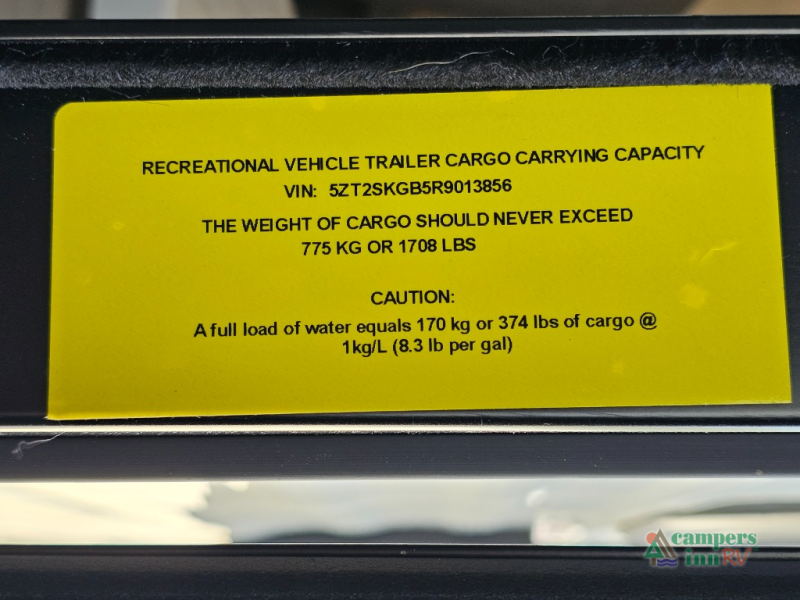 RECREATIONAL VEHICLE TRAILER CARGO CARRYING CAPACITY
VIN: 5ZT2SKGB5R9013856
THE WEIGHT OF CARGO SHOULD NEVER EXCEED
775 KG OR 1708 LBS
CAUTION:
A full load of water equals 170 kg or 374 lbs of cargo @
1kg/L (8.3 lb per gal)
campers
inn RV